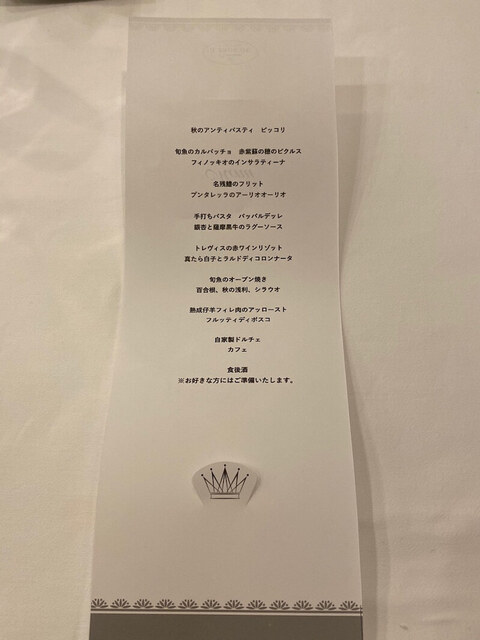 秋のアンティパスティ　ピッコリ
旬魚のカルパッチョ　赤紫蘇の穂のピクルス
フィノッキオのインサラティーナ
名残鱧のフリット
プンタレッラのアーリオオーリオ
手打ちパスタ　パッパルデッレ
銀杏と薩摩黒牛のラグーソース
トレヴィスの赤ワインリゾット
真たら白子とラルドディコロンナータ
旬魚のオーブン焼き
百合根、秋の浅利、シラウオ
熟成仔羊フィレ肉のアッロースト
フルッティディボスコ
自家製ドルチェ
カフェ
食後酒
※お好きな方にはご準備いたします。